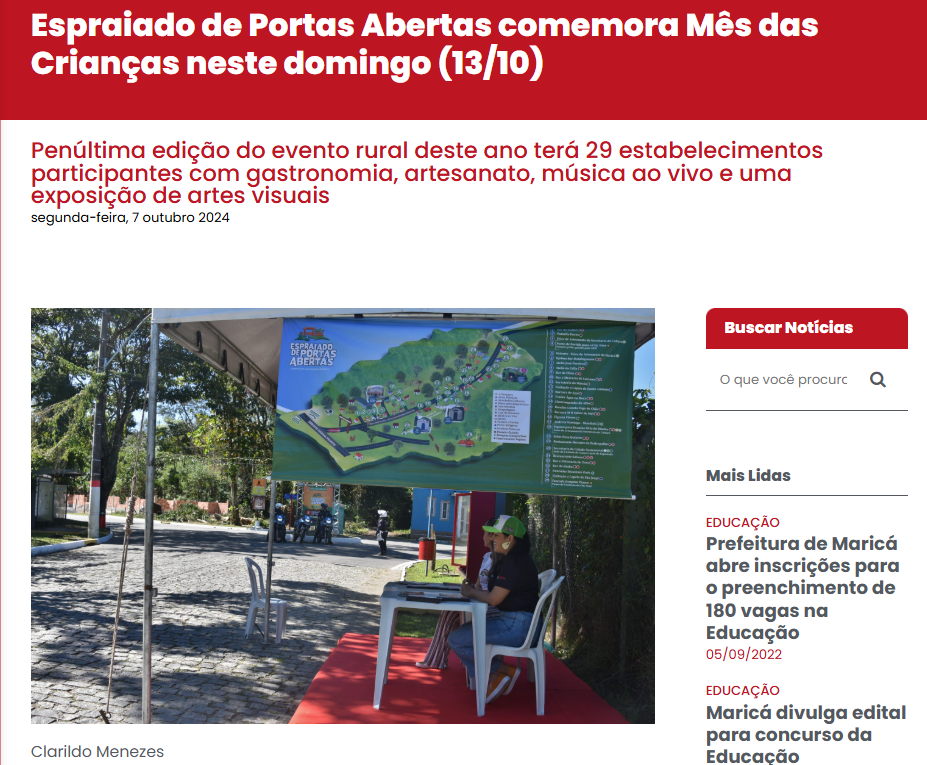 Espraiado de Portas Abertas comemora Mês das
Crianças neste domingo (13/10)
Penúltima edição do evento rural deste ano terá 29 estabelecimentos
participantes com gastronomia, artesanato, música ao vivo e uma
exposição de artes visuais
segunda-feira, 7 outubro 2024
ESPRAIADO
DE PORTAS
ABERTAS
Clarildo Menezes
Buscar Notícias
O que você procura
Mais Lidas
EDUCAÇÃO
Prefeitura de Maricá
abre inscrições para
o preenchimento de
180 vagas na
Educação
05/09/2022
EDUCAÇÃO
Maricá divulga edital
para concurso da
Educação